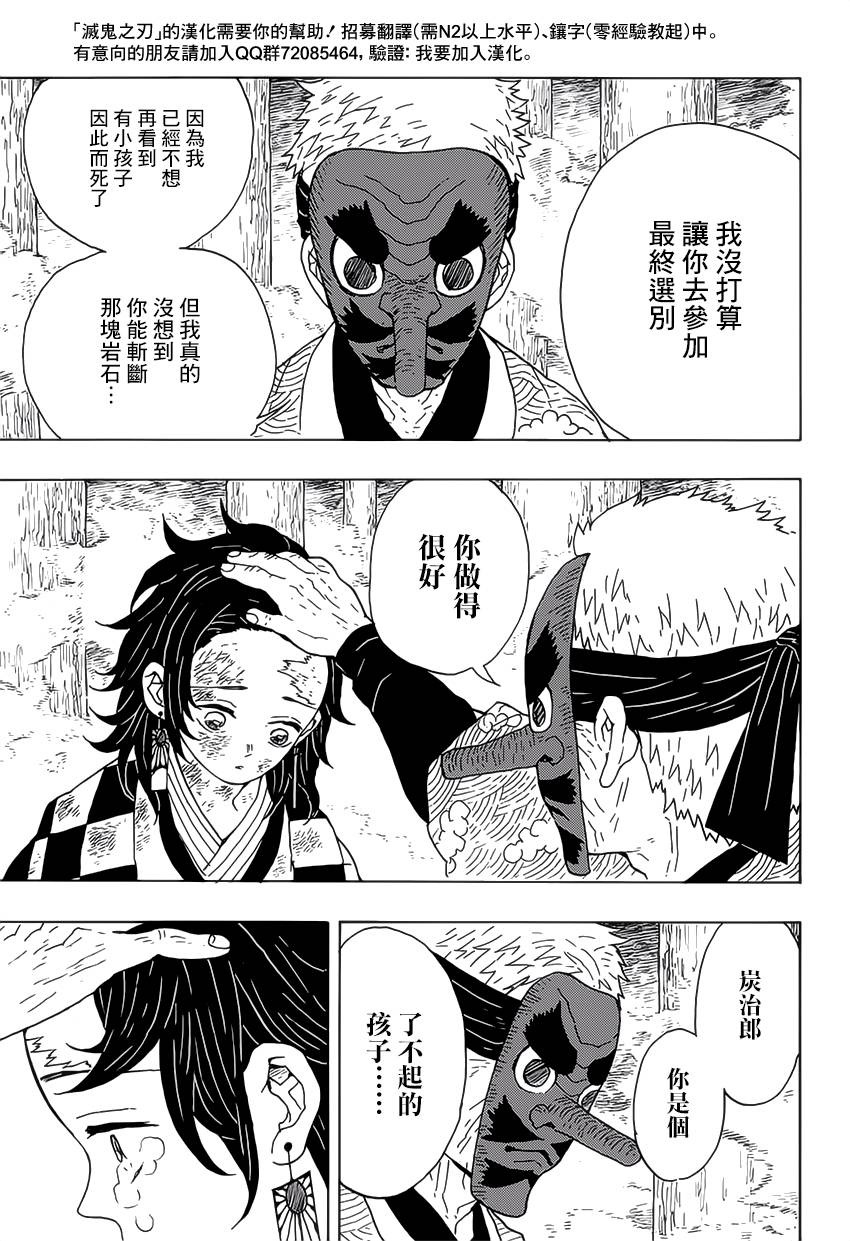 「滅鬼之刃」的漢化需要你的幫助！招募翻譯（需N2以上水平）、鑲字（零經驗教起）中。
有意向的朋友請加入QQ群72085464，驗證：我要加入漢化。
我沒打算
讓你去參加
最終選別
因為我
已經不想
再看到
有小孩子
因此而死了
但我真的
沒想到
你能斬斷
那塊岩石…
你做得
很好
炭治郎
你是個
了不起的
孩子……